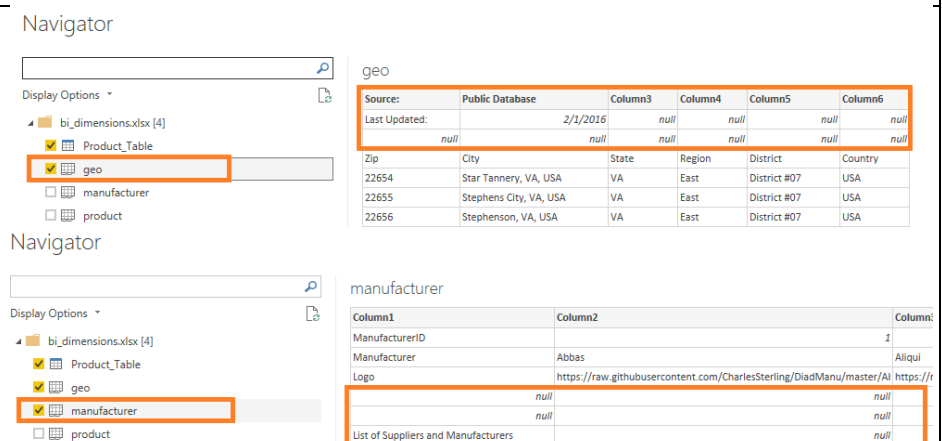 Navigator
geo
Display Options
Source: Public Database Column3 Column4 Column5 Column6
Last Updated: 2/1/2016 null null null null
bi_dimensions.xlsx [4]
null null null null null null
Product_Table
Zip City State Region District Country
geo
22654 Star Tannery, VA, USA VA East District #07 USA
manufacturer
22655 Stephens City, VA, USA VA East District #07 USA
product
22656 Stephenson, VA, USA VA East District #07 USA
Navigator
manufacturer
Display Options
Column1 Column2 Column
ManufacturerID 1
bi_dimensions.xlsx [4]
Manufacturer Abbas Aliqui
Product_Table
Logo https://raw.githubusercontent.com/CharlesSterling/DiadManu/master/Al https://r
geo
null null
manufacturer
null null
product
List of Suppliers and Manufacturers null